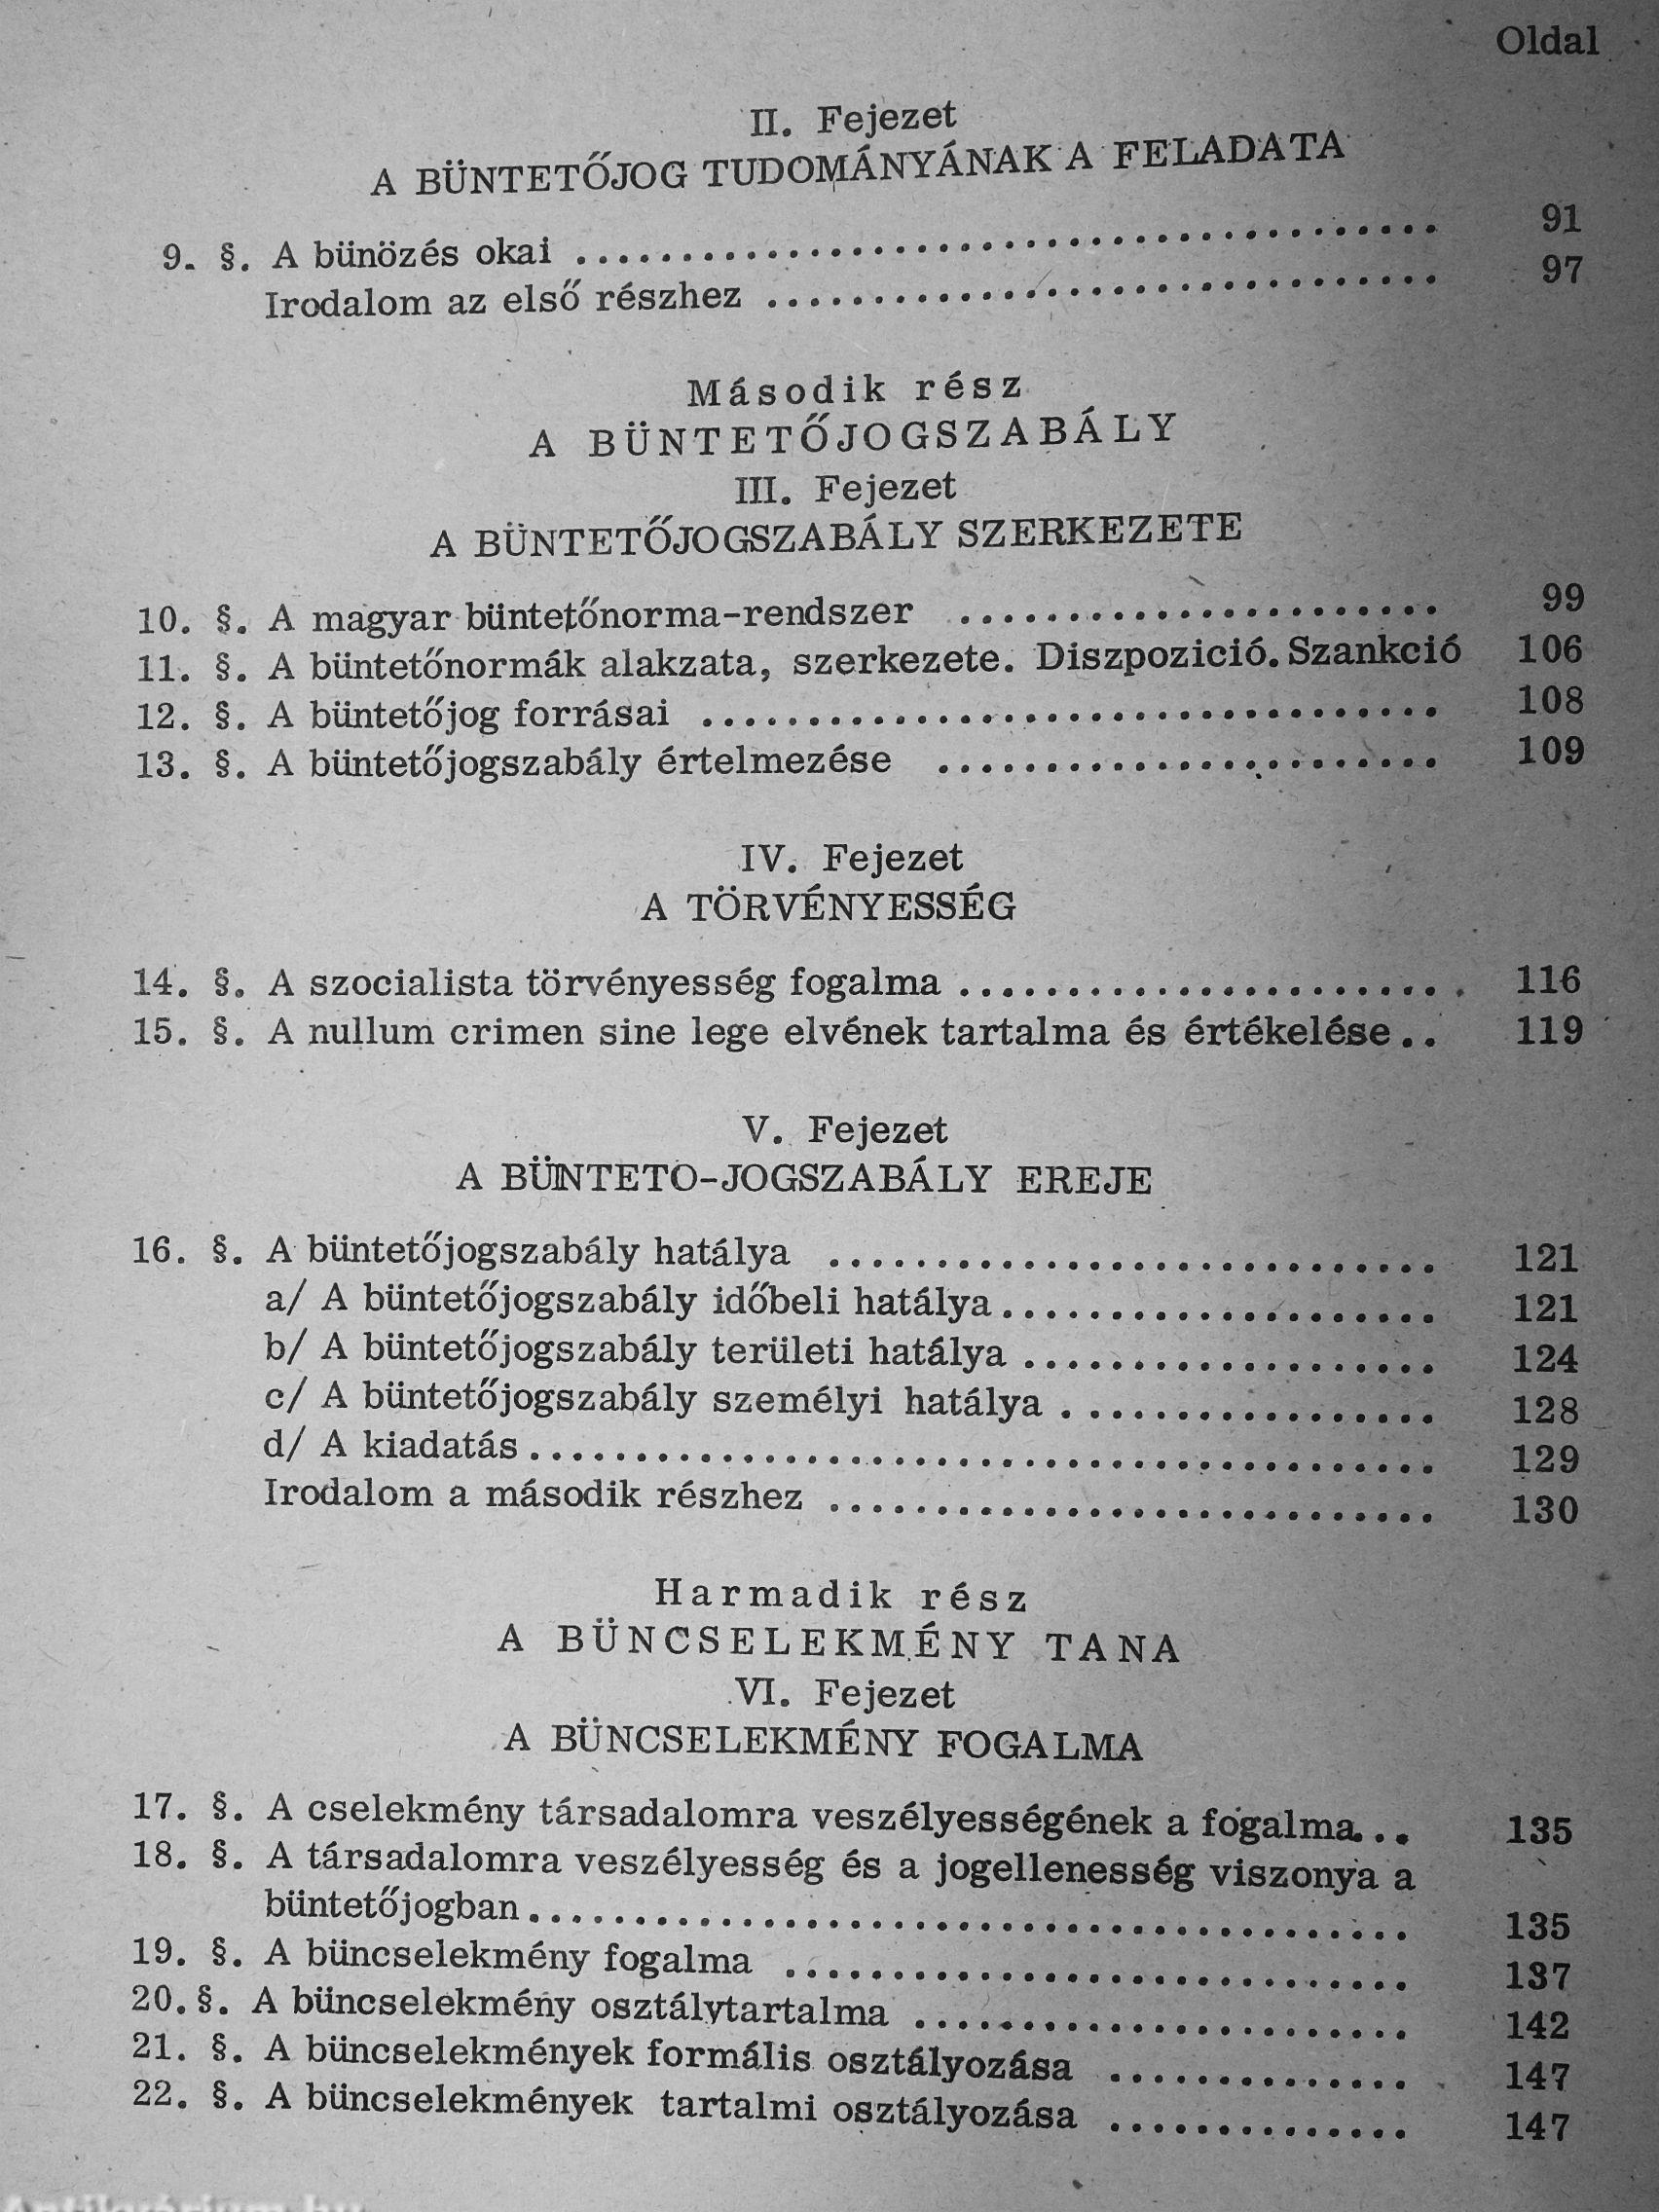 Oldal
II. Fejezet
A BÜNTETŐJOG TUDOMÁNYÁNAK A FELADATA
9. §. A bünözés okai ........................................ 91
Irodalom az első részhez ................................ 97
Második rész
A BÜNTETŐJOGSZABÁLY
III. Fejezet
A BÜNTETŐJOGSZABÁLY SZERKEZETE
10. §. A magyar büntetőnorma-rendszer ....................... 99
11. §. A büntetőnormák alakzata, szerkezete. Diszpozició. Szankció 106
12. §. A büntetőjog forrásai ................................... 108
13. §. A büntetőjogszabály értelmezése ........................ 109
IV. Fejezet
A TÖRVÉNYESSÉG
14. §. A szocialista törvényesség fogalma ........................ 116
15. §. A nullum crimen sine lege elvének tartalma és értékelése .. 119
V. Fejezet
A BÜNTETO-JOGSZABÁLY EREJE
16. §. A büntetőjogszabály hatálya ............................. 121
a/ A büntetőjogszabály időbeli hatálya ..................... 121
b/ A büntetőjogszabály területi hatálya .................... 124
c/ A büntetőjogszabály személyi hatálya .................. 128
d/ A kiadatás ........................................... 129
Irodalom a második részhez ............................. 130
Harmadik rész
A BÜNCSELEKMÉNY TANA
VI. Fejezet
A BÜNCSELEKMÉNY FOGALMA
17. §. A cselekmény társadalomra veszélyességének a fogalma... 135
18. §. A társadalomra veszélyesség és a jogellenesség viszonya a
büntetőjogban .......................................... 135
19. §. A büncselekmény fogalma .............................. 137
20. §. A büncselekmény osztálytartalma ........................ 142
21. §. A büncselekmények formális osztályozása .............. 147
22. §. A büncselekmények tartalmi osztályozása .............. 147